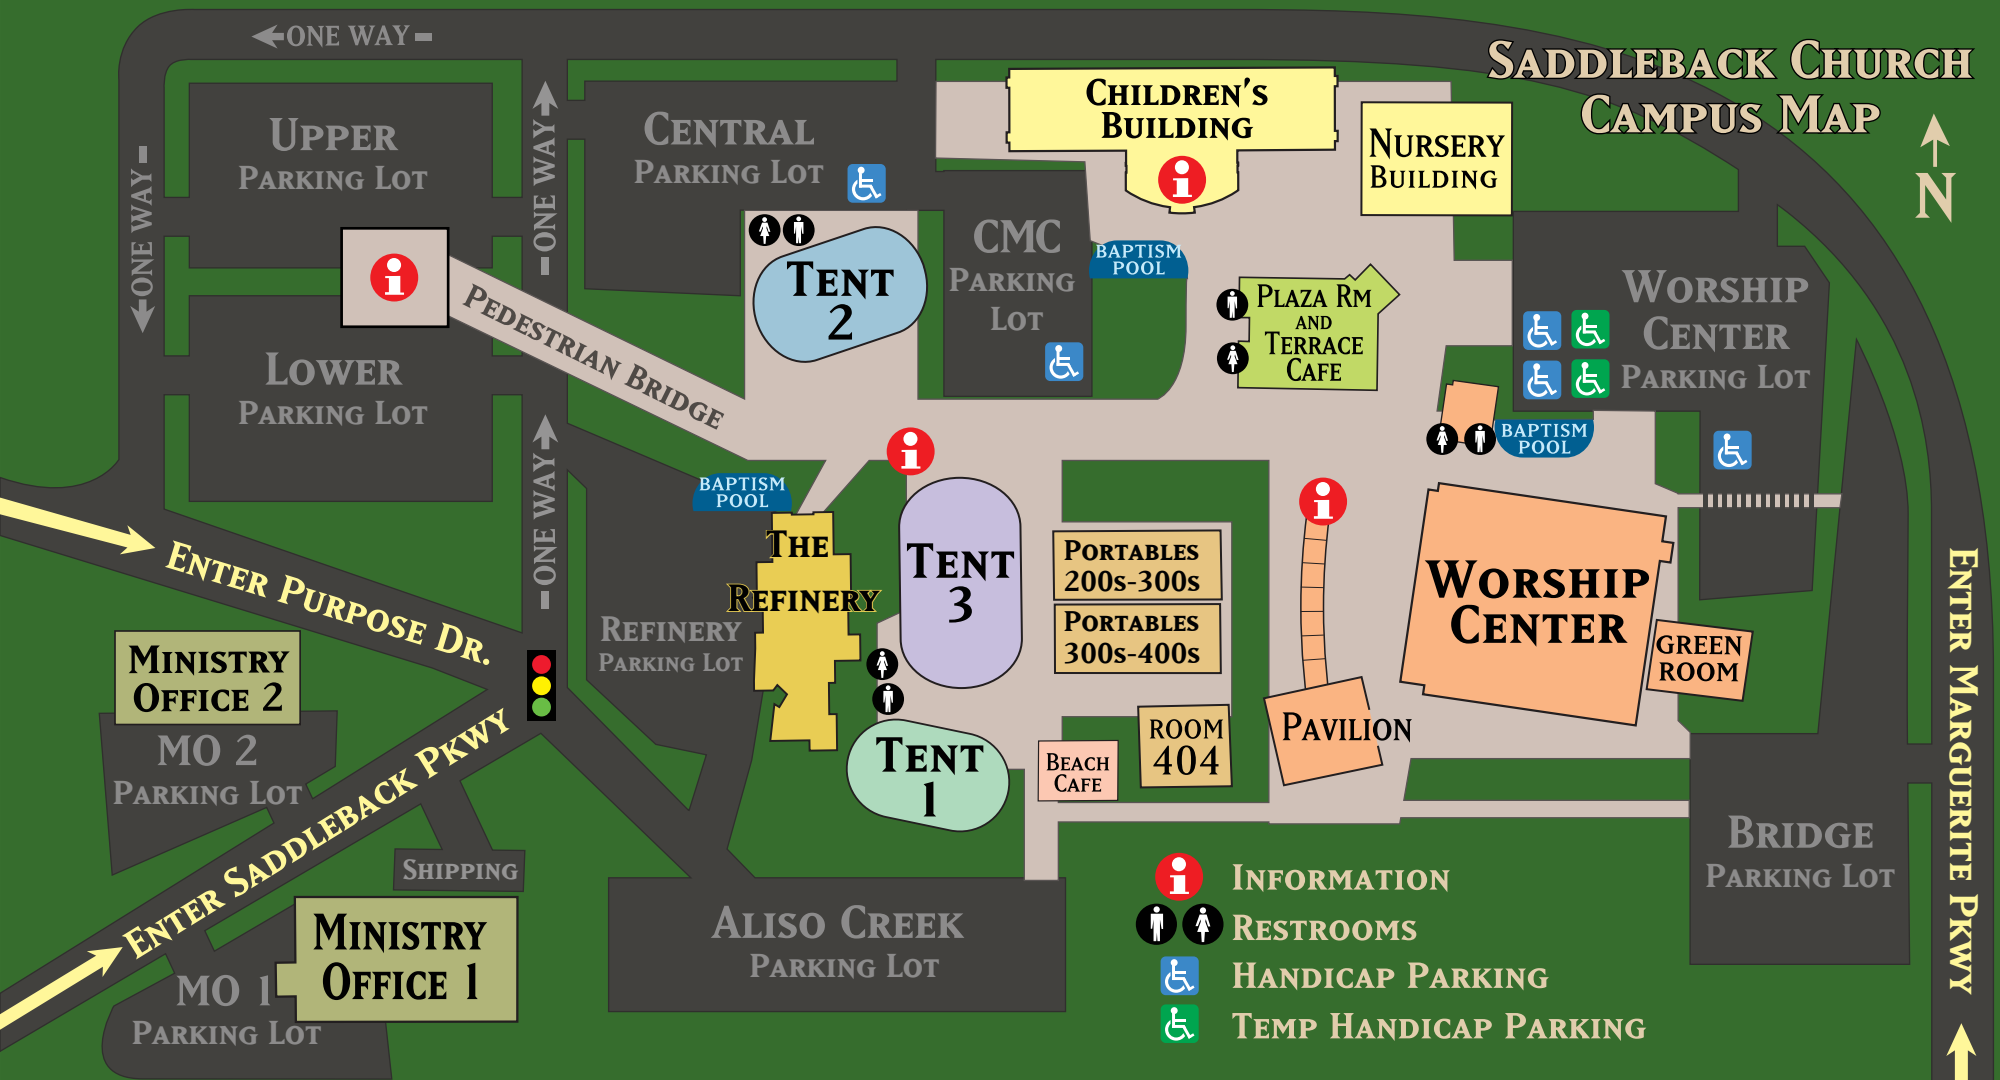 SADDLEBACK CHURCH
CAMPUS MAP
N
ONE WAY
ONE WAY
ONE WAY
ONE WAY
UPPER
PARKING LOT
CENTRAL
PARKING LOT
CHILDREN'S
BUILDING
NURSERY
BUILDING
CMC
PARKING
LOT
BAPTISM
POOL
TENT
2
PLAZA RM
AND
TERRACE
CAFE
WORSHIP
CENTER
PARKING LOT
PEDESTRIAN BRIDGE
LOWER
PARKING LOT
BAPTISM
POOL
BAPTISM
POOL
THE
REFINERY
TENT
3
PORTABLES
200s-300s
PORTABLES
300s-400s
WORSHIP
CENTER
GREEN
ROOM
ENTER PURPOSE DR.
REFINERY
PARKING LOT
MINISTRY
OFFICE 2
MO 2
PARKING LOT
ENTER SADDLEBACK PKWY
TENT
1
BEACH
CAFE
ROOM
404
PAVILION
ENTER MARGUERITE PKWY
BRIDGE
PARKING LOT
SHIPPING
MINISTRY
OFFICE 1
MO 1
PARKING LOT
ALISO CREEK
PARKING LOT
INFORMATION
RESTROOMS
HANDICAP PARKING
TEMP HANDICAP PARKING